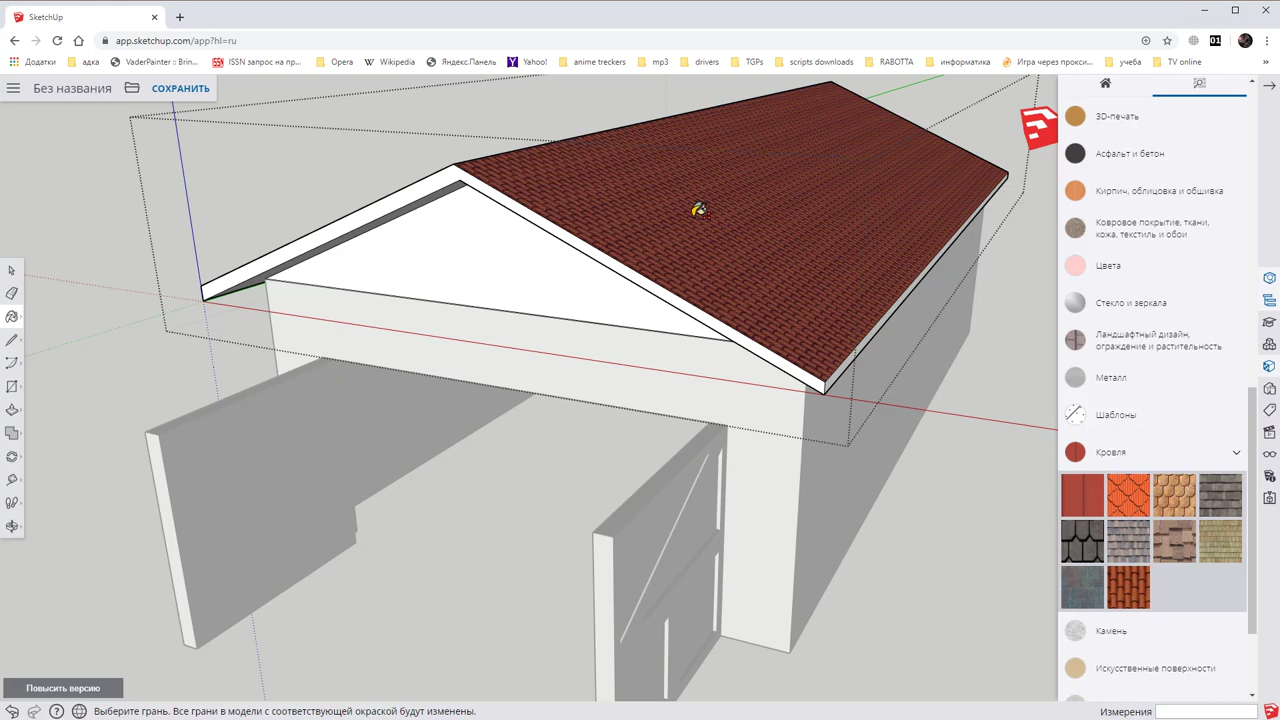 SketchUp
app.sketchup.com/app?hl=ru
01
Додатки
адка
VaderPainter :: Brin...
ISSN запрос на пр...
Opera
Wikipedia
Яндекс.Панель
Yahoo!
anime treckers
mp3
drivers
TGPs
scripts downloads
RABOTTA
информатика
Игра через прокси...
учеба
TV online
»
Без названия
СОХРАНИТЬ
3D-печать
Асфальт и бетон
Кирпич, облицовка и обшивка
Ковровое покрытие, ткани,
кожа, текстиль и обои
Цвета
Стекло и зеркала
Ландшафтный дизайн,
ограждение и растительность
Металл
Шаблоны
Кровля
Камень
Искусственные поверхности
Повысить версию
Выберите грань. Все грани в модели с соответствующей окраской будут изменены.
Измерения